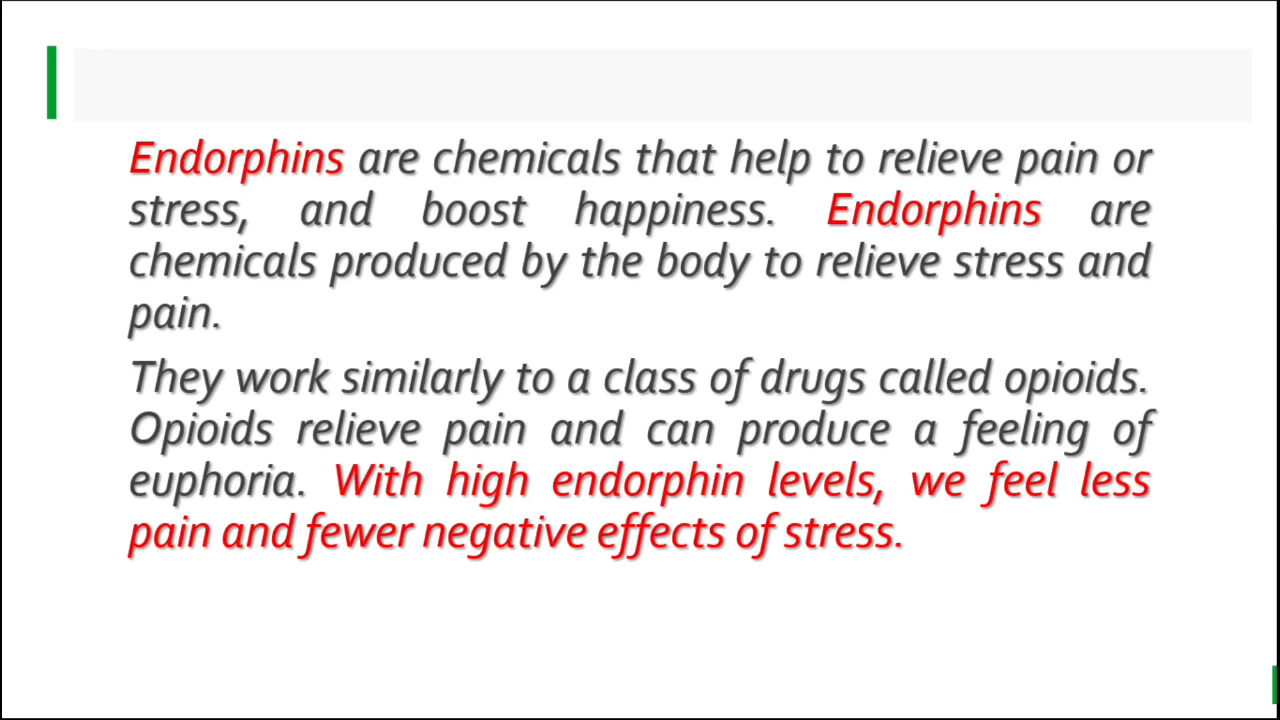 Endorphins are chemicals that help to relieve pain or
stress, and boost happiness. Endorphins are
chemicals produced by the body to relieve stress and
pain.
They work similarly to a class of drugs called opioids.
Opioids relieve pain and can produce a feeling of
euphoria. With high endorphin levels, we feel less
pain and fewer negative effects of stress.